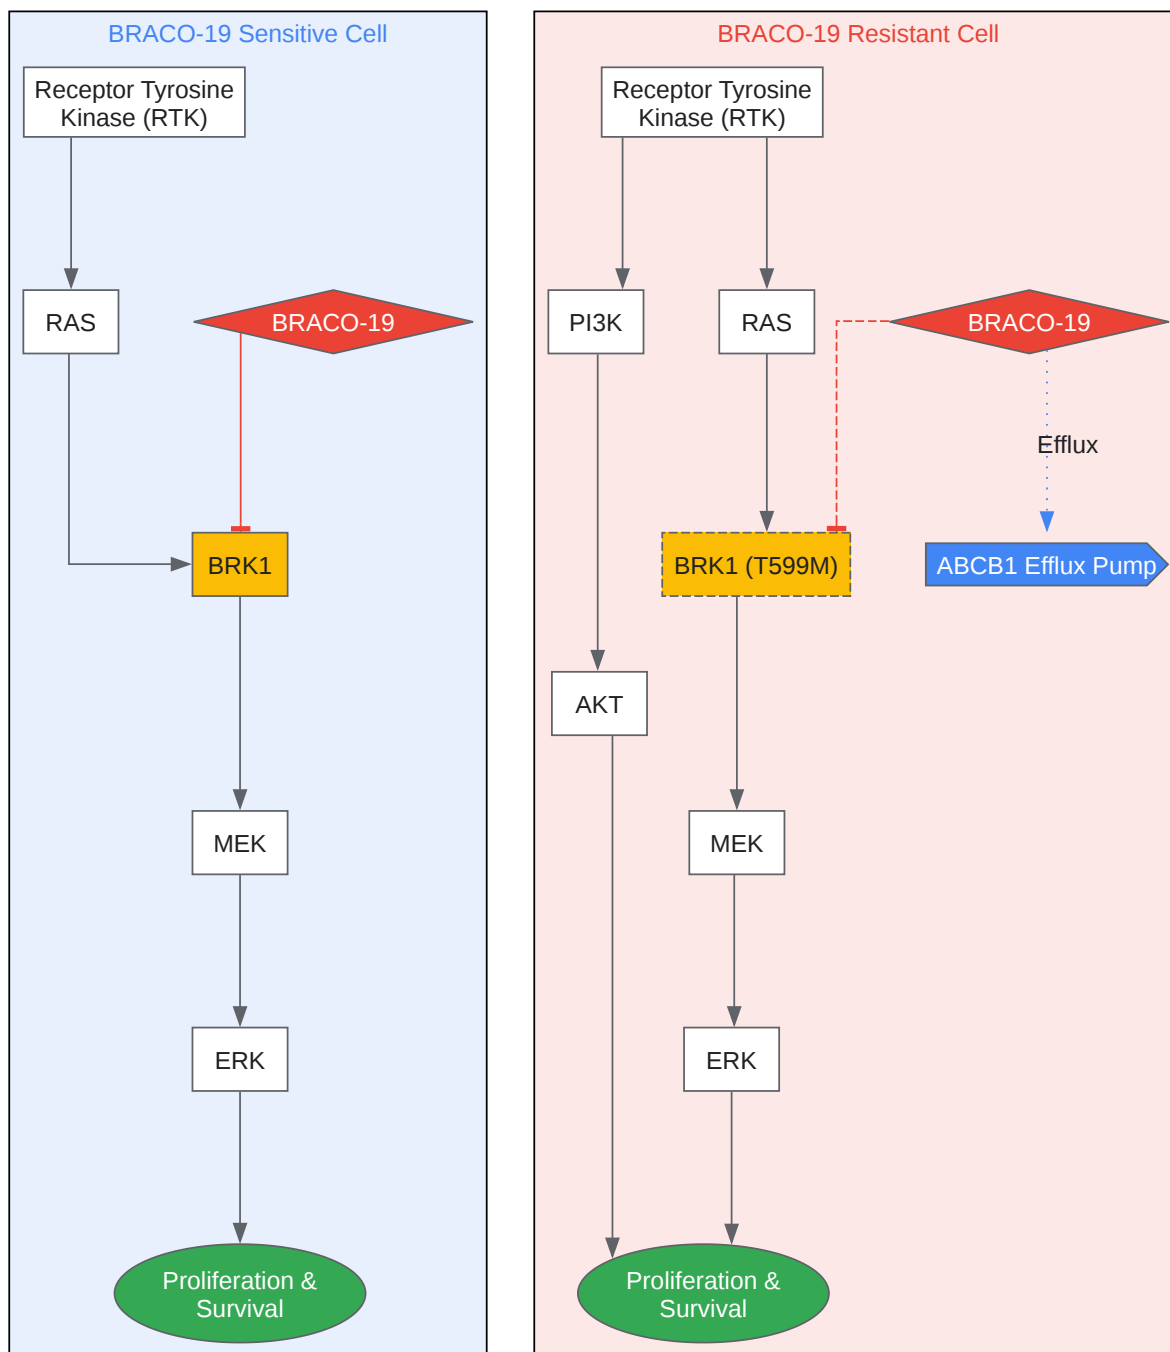 BRACO-19 Sensitive Cell
Receptor Tyrosine
Kinase (RTK)
RAS
BRACO-19
BRK1
MEK
ERK
Proliferation &
Survival
BRACO-19 Resistant Cell
Receptor Tyrosine
Kinase (RTK)
PI3K
RAS
BRACO-19
Efflux
BRK1 (T599M)
ABCB1 Efflux Pump
AKT
MEK
ERK
Proliferation &
Survival